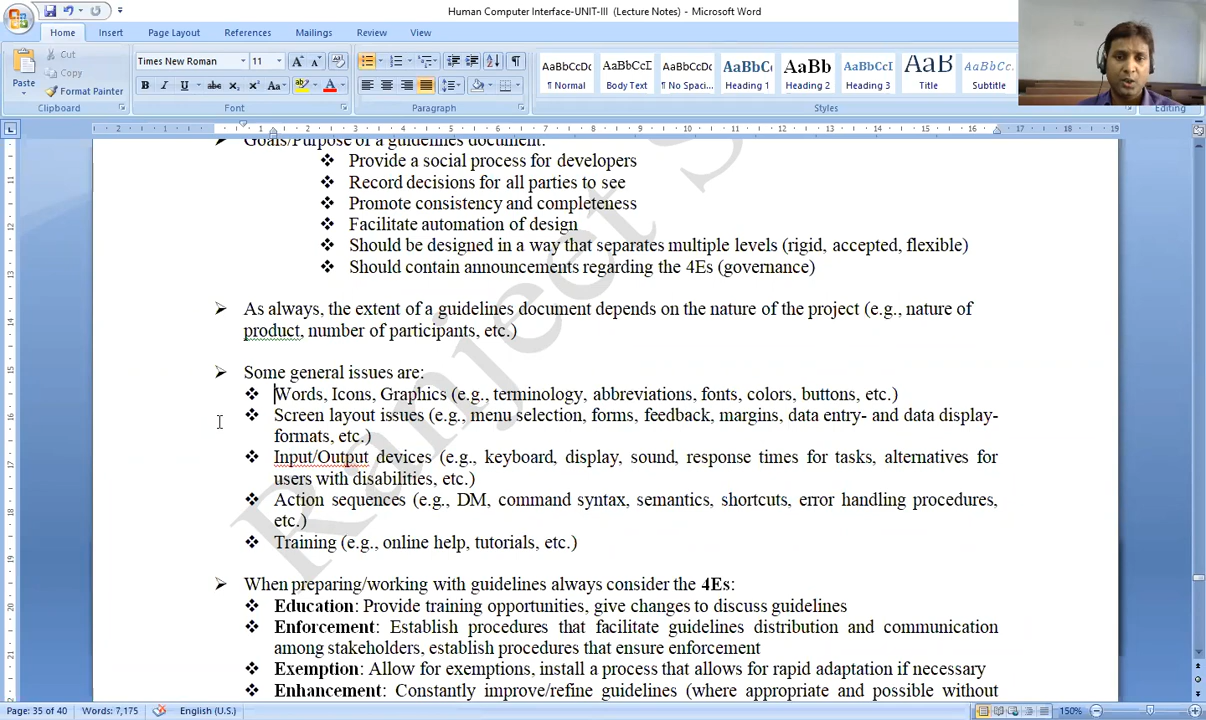 Human Computer Interface-UNIT-III (Lecture Notes) - Microsoft Word
Home Insert Page Layout References Mailings Review View
Cut
Copy
Paste Format Painter
Clipboard
Times New Roman 11
Font
Paragraph
AaBbCcDc AaBbCcI AaBbCcDc AaBbCc AaBb AaBbCc AaB AaBbCc.
¶ Normal Body Text ¶ No Spaci... Heading 1 Heading 2 Heading 3 Title Subtitle
Styles
Editing
Goals/Purpose of a guidelines document:
❖ Provide a social process for developers
❖ Record decisions for all parties to see
❖ Promote consistency and completeness
❖ Facilitate automation of design
❖ Should be designed in a way that separates multiple levels (rigid, accepted, flexible)
❖ Should contain announcements regarding the 4Es (governance)
➢ As always, the extent of a guidelines document depends on the nature of the project (e.g., nature of
product, number of participants, etc.)
➢ Some general issues are:
❖ Words, Icons, Graphics (e.g., terminology, abbreviations, fonts, colors, buttons, etc.)
❖ Screen layout issues (e.g., menu selection, forms, feedback, margins, data entry- and data display-
formats, etc.)
❖ Input/Output devices (e.g., keyboard, display, sound, response times for tasks, alternatives for
users with disabilities, etc.)
❖ Action sequences (e.g., DM, command syntax, semantics, shortcuts, error handling procedures,
etc.)
❖ Training (e.g., online help, tutorials, etc.)
➢ When preparing/working with guidelines always consider the 4Es:
❖ Education: Provide training opportunities, give changes to discuss guidelines
❖ Enforcement: Establish procedures that facilitate guidelines distribution and communication
among stakeholders, establish procedures that ensure enforcement
❖ Exemption: Allow for exemptions, install a process that allows for rapid adaptation if necessary
❖ Enhancement: Constantly improve/refine guidelines (where appropriate and possible without
Ranjeet S
Page: 35 of 40 Words: 7,175 English (U.S.) 150%